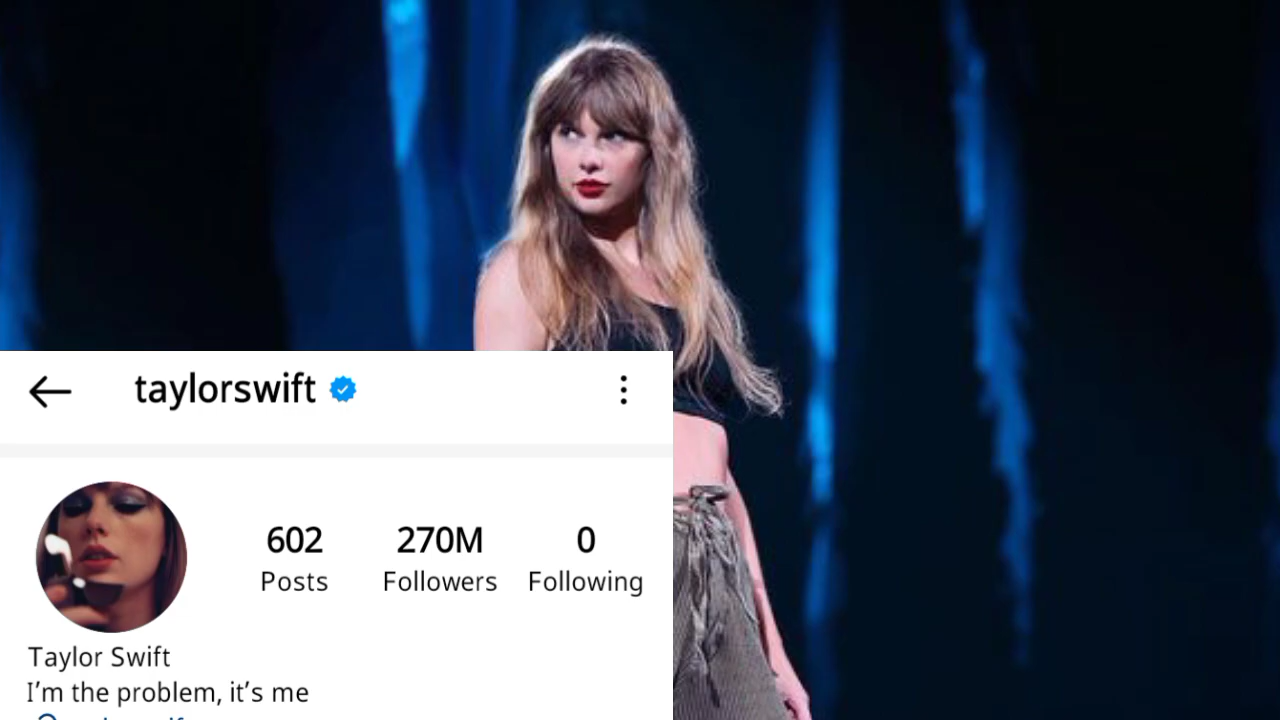 taylorswift
602
270M
0
Posts
Followers
Following
Taylor Swift
I'm the problem, it's me